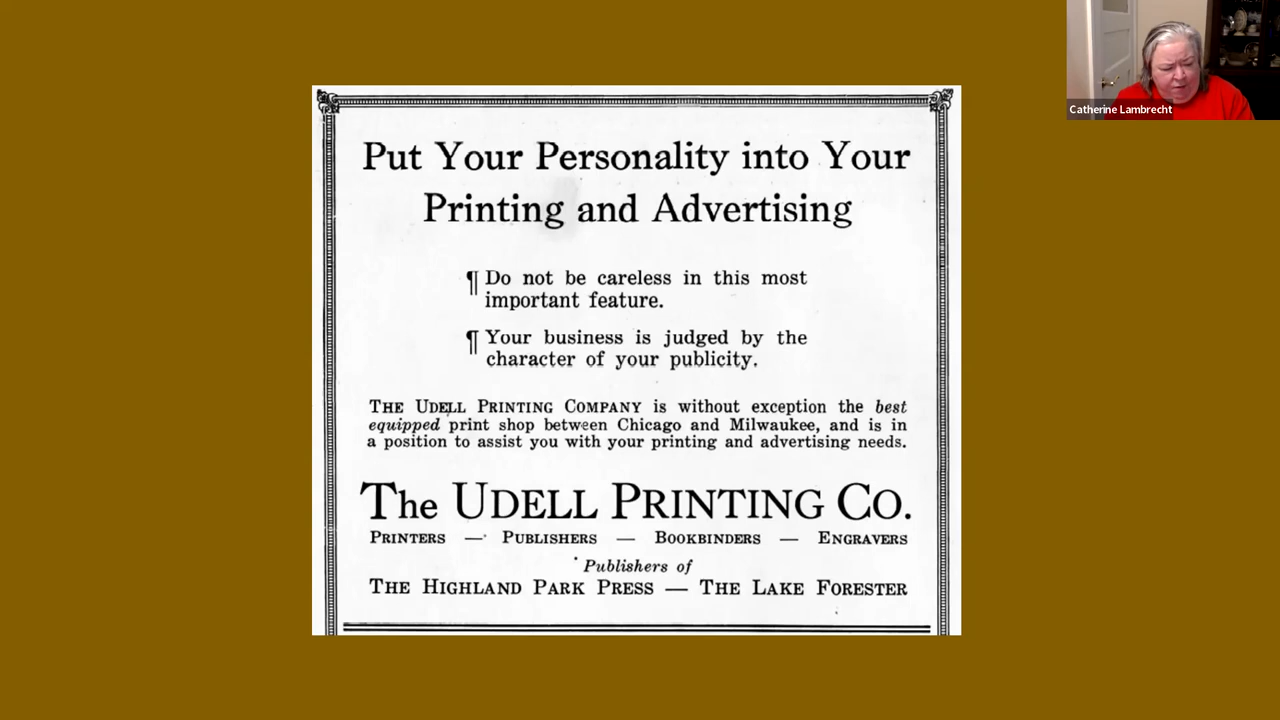 Catherine Lambrecht
Put Your Personality into Your
Printing and Advertising
¶ Do not be careless in this most
important feature.
¶ Your business is judged by the
character of your publicity.
THE UDELL PRINTING COMPANY is without exception the best
equipped print shop between Chicago and Milwaukee, and is in
a position to assist you with your printing and advertising needs.
The UDELL PRINTING CO.
PRINTERS — PUBLISHERS — BOOKBINDERS — ENGRAVERS
Publishers of
THE HIGHLAND PARK PRESS — THE LAKE FORESTER